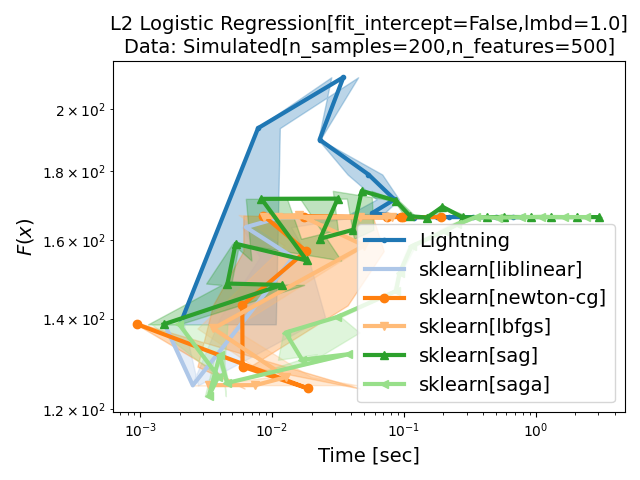 L2 Logistic Regression[fit_intercept=False,lmbd=1.0]
Data: Simulated[n_samples=200,n_features=500]
F(x)
2 × 10²
1.8 × 10²
1.6 × 10²
1.4 × 10²
1.2 × 10²
Lightning
sklearn[liblinear]
sklearn[newton-cg]
sklearn[lbfgs]
sklearn[sag]
sklearn[saga]
10⁻³ 10⁻² 10⁻¹ 10⁰
Time [sec]